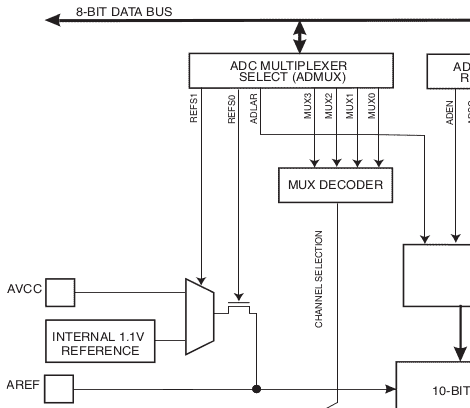 8-BIT DATA BUS
ADC MULTIPLEXER
SELECT (ADMUX)
AD
R
REFS1
REFS0
ADLAR
MUX3
MUX2
MUX1
MUX0
ADEN
MUX DECODER
CHANNEL SELECTION
AVCC
INTERNAL 1.1V
REFERENCE
AREF
10-BIT